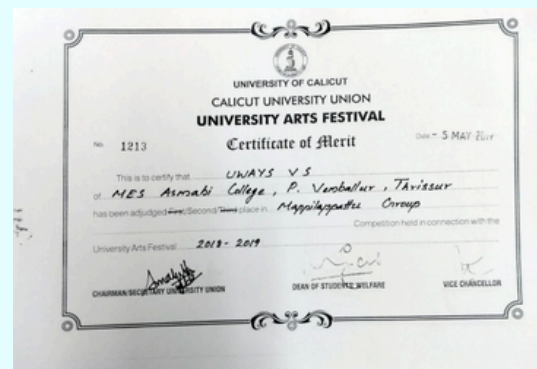 UNIVERSITY OF CALICUT
CALICUT UNIVERSITY UNION
UNIVERSITY ARTS FESTIVAL
No. 1213 Certificate of Merit Date - 5 MAY
This is to certify that UWAYS V S
of MES Asmabi College, P. Vemballur, Thrissur
has been adjudged First/Second/Third place in Mappilappattu Group
Competition held in connection with the
University Arts Festival 2018-2019
CHAIRMAN/SECRETARY UNIVERSITY UNION DEAN OF STUDENTS WELFARE VICE CHANCELLOR